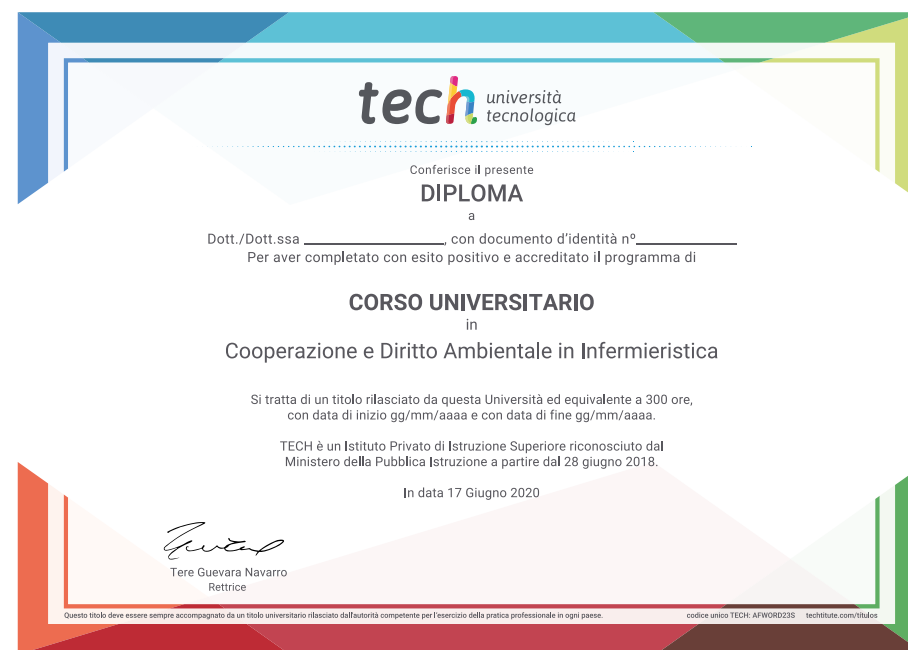 tech università
tecnologica
Conferisce il presente
DIPLOMA
a
Dott./Dott.ssa ____________________, con documento d'identità nº______________
Per aver completato con esito positivo e accreditato il programma di
CORSO UNIVERSITARIO
in
Cooperazione e Diritto Ambientale in Infermieristica
Si tratta di un titolo rilasciato da questa Università ed equivalente a 300 ore,
con data di inizio gg/mm/aaaa e con data di fine gg/mm/aaaa.
TECH è un Istituto Privato di Istruzione Superiore riconosciuto dal
Ministero della Pubblica Istruzione a partire dal 28 giugno 2018.
In data 17 Giugno 2020
Tere Guevara Navarro
Rettrice
Questo titolo deve essere sempre accompagnato da un titolo universitario rilasciato dall'autorità competente per l'esercizio della pratica professionale in ogni paese. codice unico TECH: AFWORD23S techtitute.com/titulos